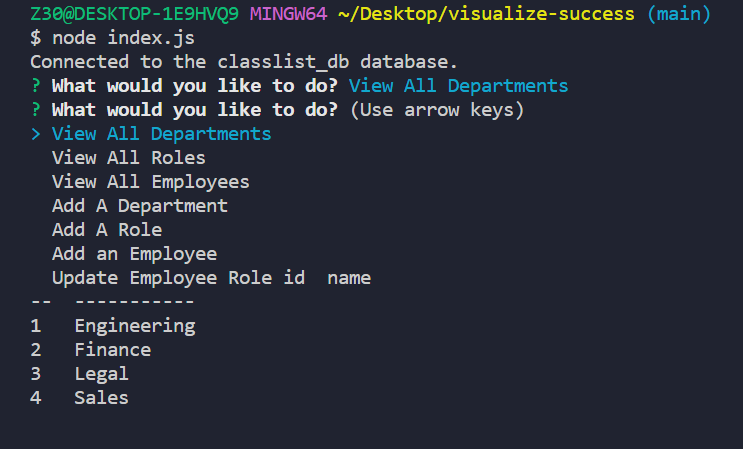 Z30@DESKTOP-1E9HVQ9 MINGW64 ~/Desktop/visualize-success (main)
$ node index.js
Connected to the classlist_db database.
? What would you like to do? View All Departments
? What would you like to do? (Use arrow keys)
> View All Departments
  View All Roles
  View All Employees
  Add A Department
  Add A Role
  Add an Employee
  Update Employee Role id  name
--  -----------
1   Engineering
2   Finance
3   Legal
4   Sales